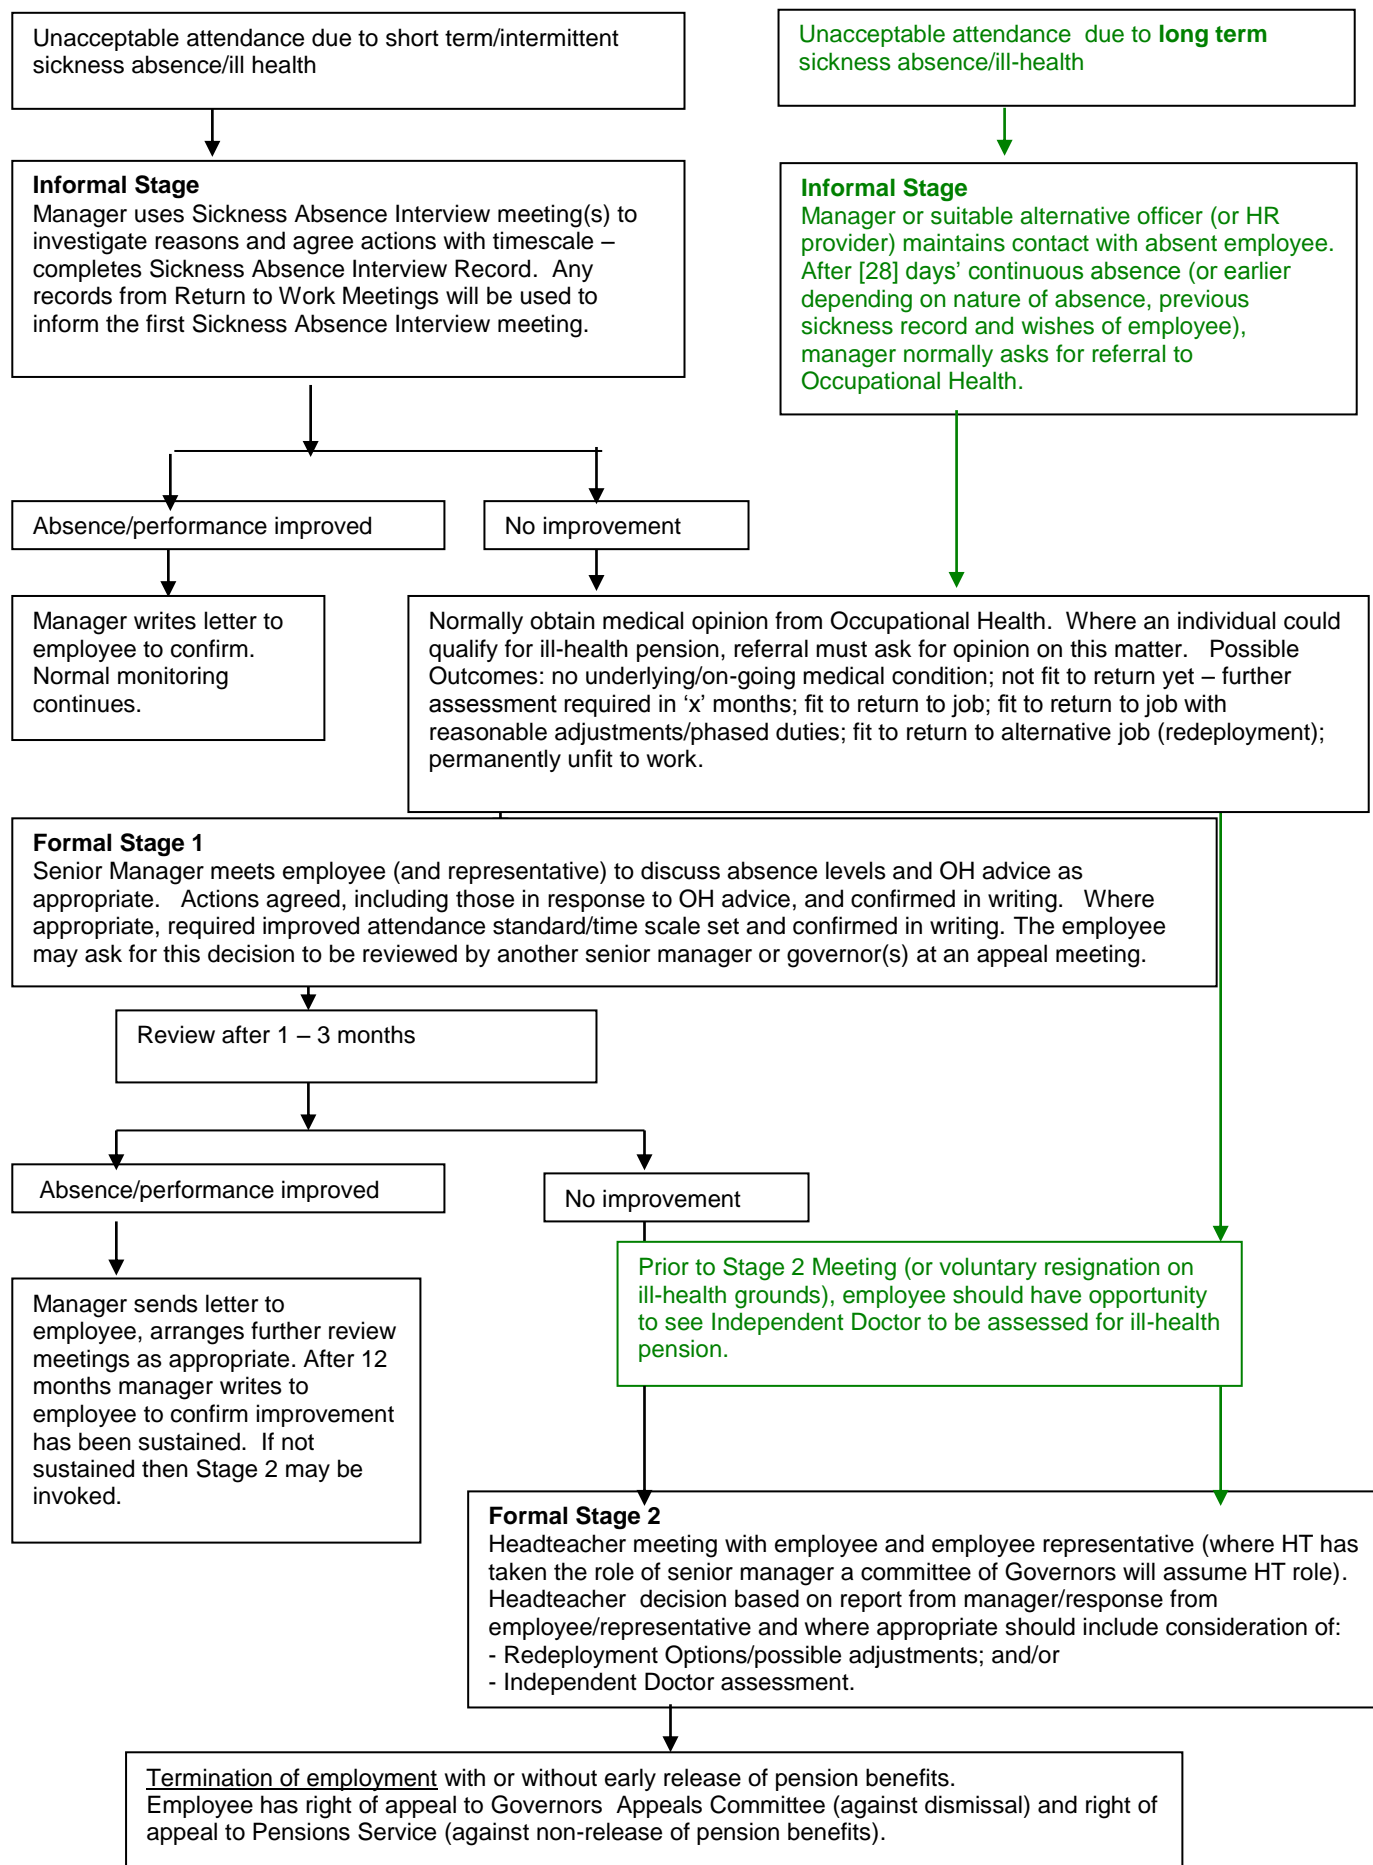 Unacceptable attendance due to short term/intermittent
sickness absence/ill health
Unacceptable attendance  due to long term
sickness absence/ill-health
Informal Stage
Manager uses Sickness Absence Interview meeting(s) to
investigate reasons and agree actions with timescale –
completes Sickness Absence Interview Record.  Any
records from Return to Work Meetings will be used to
inform the first Sickness Absence Interview meeting.
Informal Stage
Manager or suitable alternative officer (or HR
provider) maintains contact with absent employee.
After [28] days’ continuous absence (or earlier
depending on nature of absence, previous
sickness record and wishes of employee),
manager normally asks for referral to
Occupational Health.
Absence/performance improved
No improvement
Manager writes letter to
employee to confirm.
Normal monitoring
continues.
Normally obtain medical opinion from Occupational Health.  Where an individual could
qualify for ill-health pension, referral must ask for opinion on this matter.   Possible
Outcomes: no underlying/on-going medical condition; not fit to return yet – further
assessment required in ‘x’ months; fit to return to job; fit to return to job with
reasonable adjustments/phased duties; fit to return to alternative job (redeployment);
permanently unfit to work.
Formal Stage 1
Senior Manager meets employee (and representative) to discuss absence levels and OH advice as
appropriate.   Actions agreed, including those in response to OH advice, and confirmed in writing.   Where
appropriate, required improved attendance standard/time scale set and confirmed in writing. The employee
may ask for this decision to be reviewed by another senior manager or governor(s) at an appeal meeting.
Review after 1 – 3 months
Absence/performance improved
No improvement
Prior to Stage 2 Meeting (or voluntary resignation on
ill-health grounds), employee should have opportunity
to see Independent Doctor to be assessed for ill-health
pension.
Manager sends letter to
employee, arranges further review
meetings as appropriate. After 12
months manager writes to
employee to confirm improvement
has been sustained.  If not
sustained then Stage 2 may be
invoked.
Formal Stage 2
Headteacher meeting with employee and employee representative (where HT has
taken the role of senior manager a committee of Governors will assume HT role).
Headteacher  decision based on report from manager/response from
employee/representative and where appropriate should include consideration of:
- Redeployment Options/possible adjustments; and/or
- Independent Doctor assessment.
Termination of employment with or without early release of pension benefits.
Employee has right of appeal to Governors  Appeals Committee (against dismissal) and right of
appeal to Pensions Service (against non-release of pension benefits).